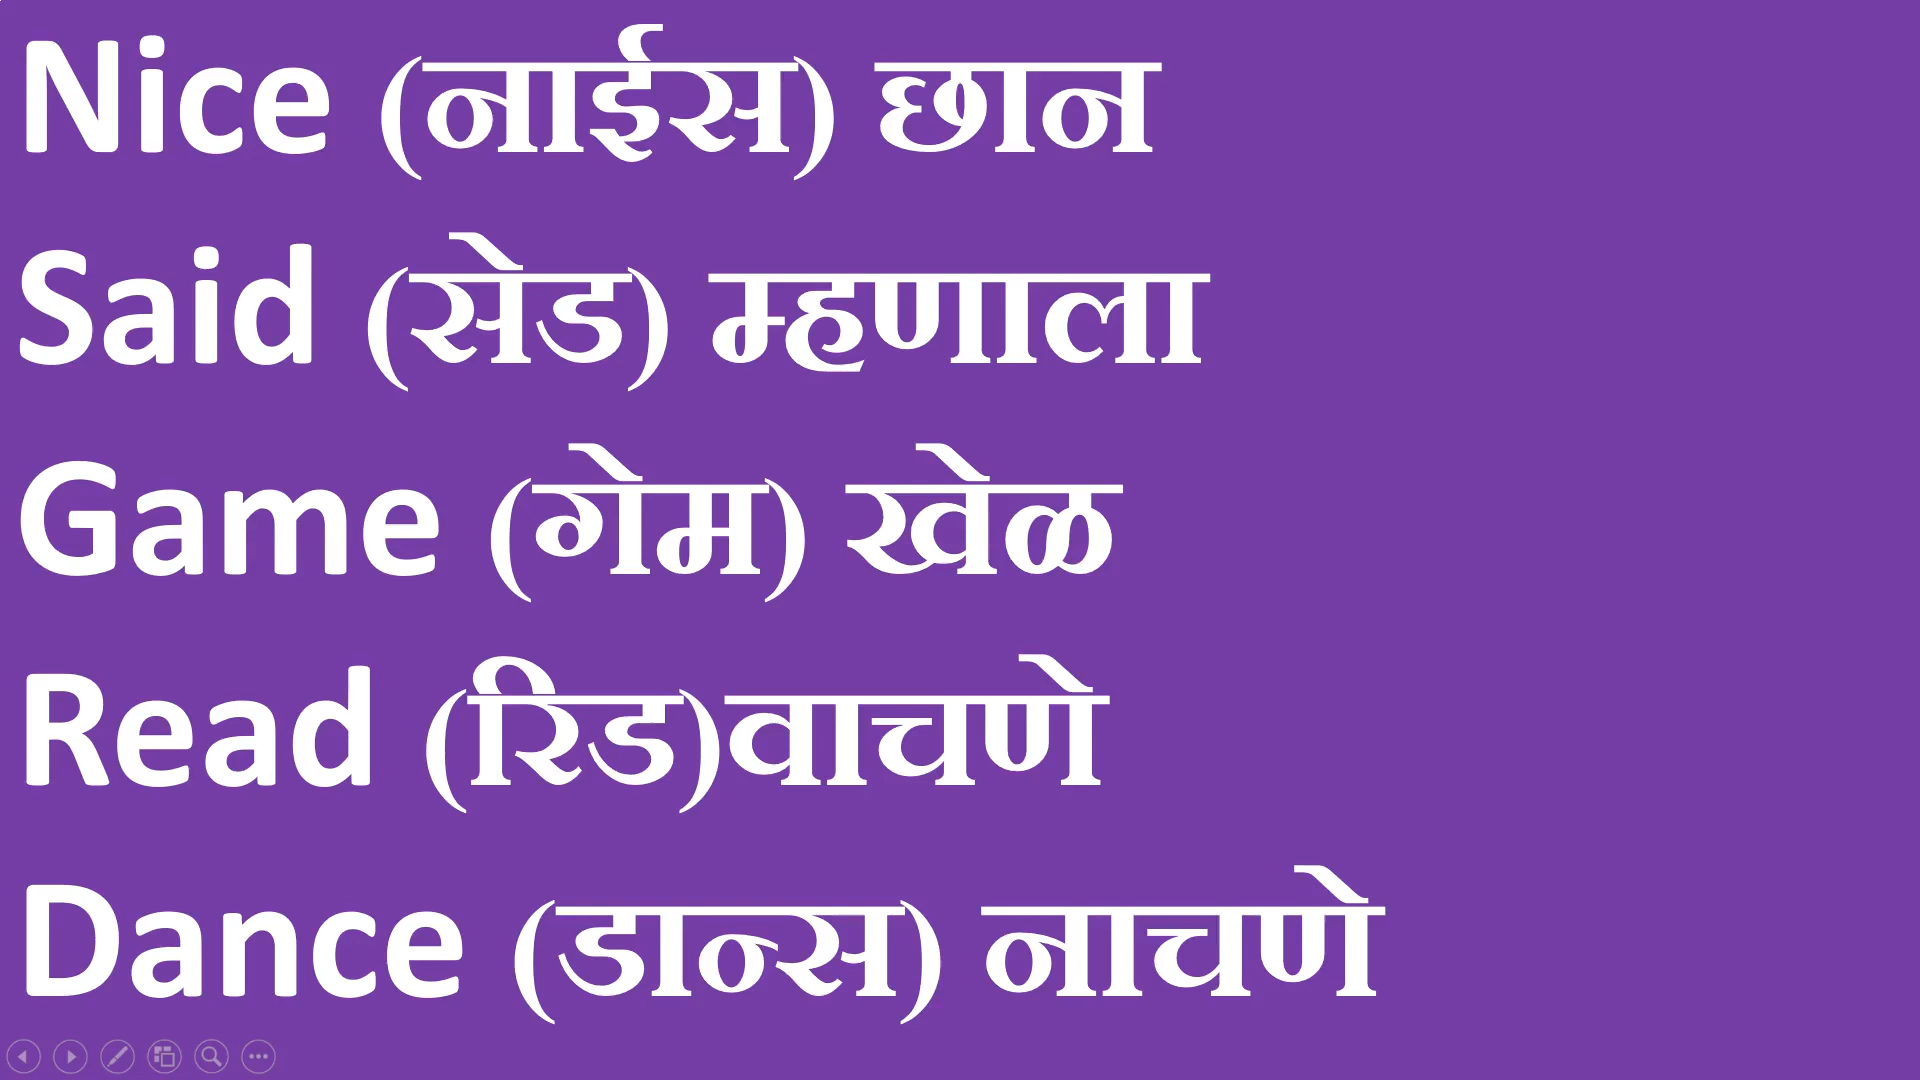 Nice (नाईस) छान
Said (सेड) म्हणाला
Game (गेम) खेळ
Read (रिड)वाचणे
Dance (डान्स) नाचणे